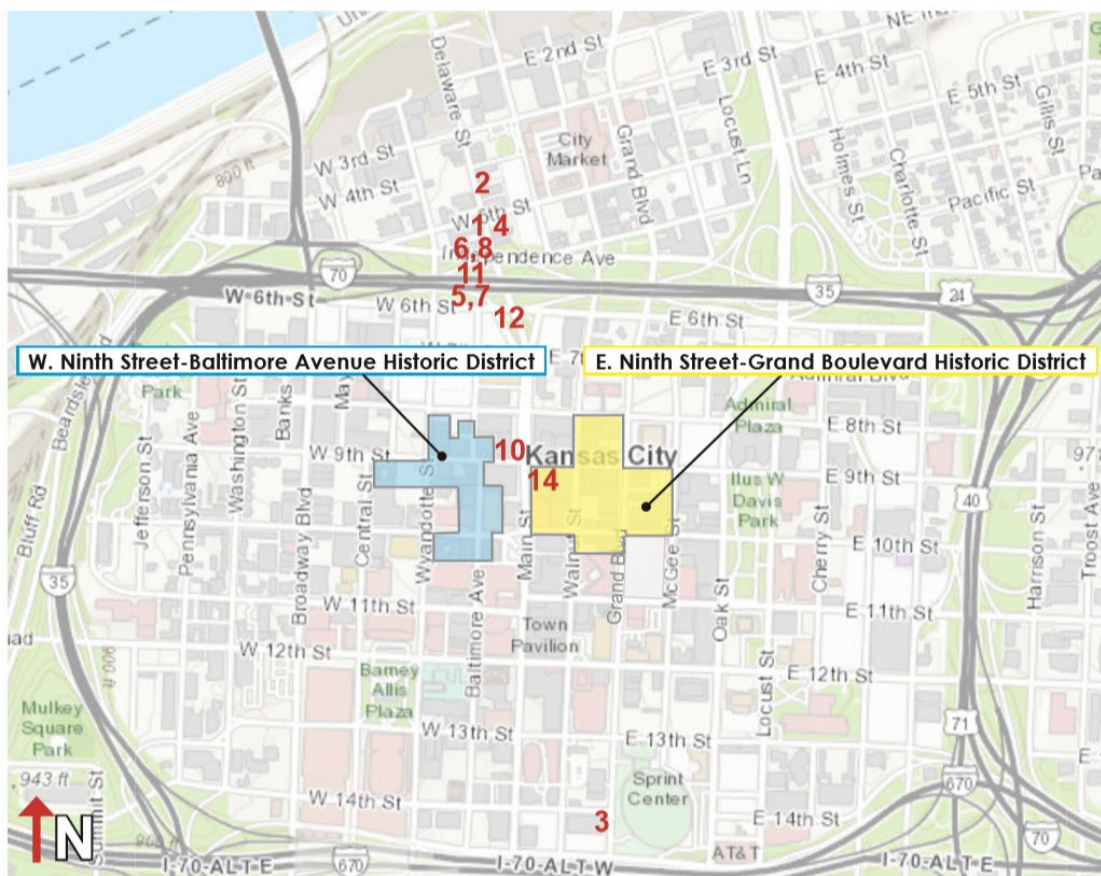 Delaware St
E 2nd St
E 3rd St
NE
E 4th St
E 5th St
Gillis St
W 3rd St
City
Market
Grand Blvd
Locust Ln
Holmes St
Charlotte St
Pacific St
800 ft
W 4th St
2
W 5th St
1 4
6,8
Independence Ave
70
11
35
24
W 6th St
W 6th St
5,7
12
E 6th St
W. Ninth Street-Baltimore Avenue Historic District
E. Ninth Street-Grand Boulevard Historic District
Beardsley
Park
Admiral
Plaza
E 8th St
W 9th St
10
Kansas City
14
E 9th St
Ilus W
Davis
Park
40
Bluff Rd
Jefferson St
Pennsylvania Ave
Washington St
Banks
Broadway Blvd
Central St
Wyandotte St
Baltimore Ave
Main St
Walnut St
Grand Blvd
McGee St
Oak St
Cherry St
E 10th St
Harrison St
Troost Ave
35
W 11th St
E 11th St
Town
Pavilion
W 12th St
900 ft
E 12th St
Barney
Allis
Plaza
Locust St
Mulkey
Square
Park
W 13th St
E 13th St
71
943 ft
Summit St
N
W 14th St
3
Sprint
Center
E 14th St
670
70
AT&T
I-70-ALT E
670
I-70-ALT W
I-70-ALT E